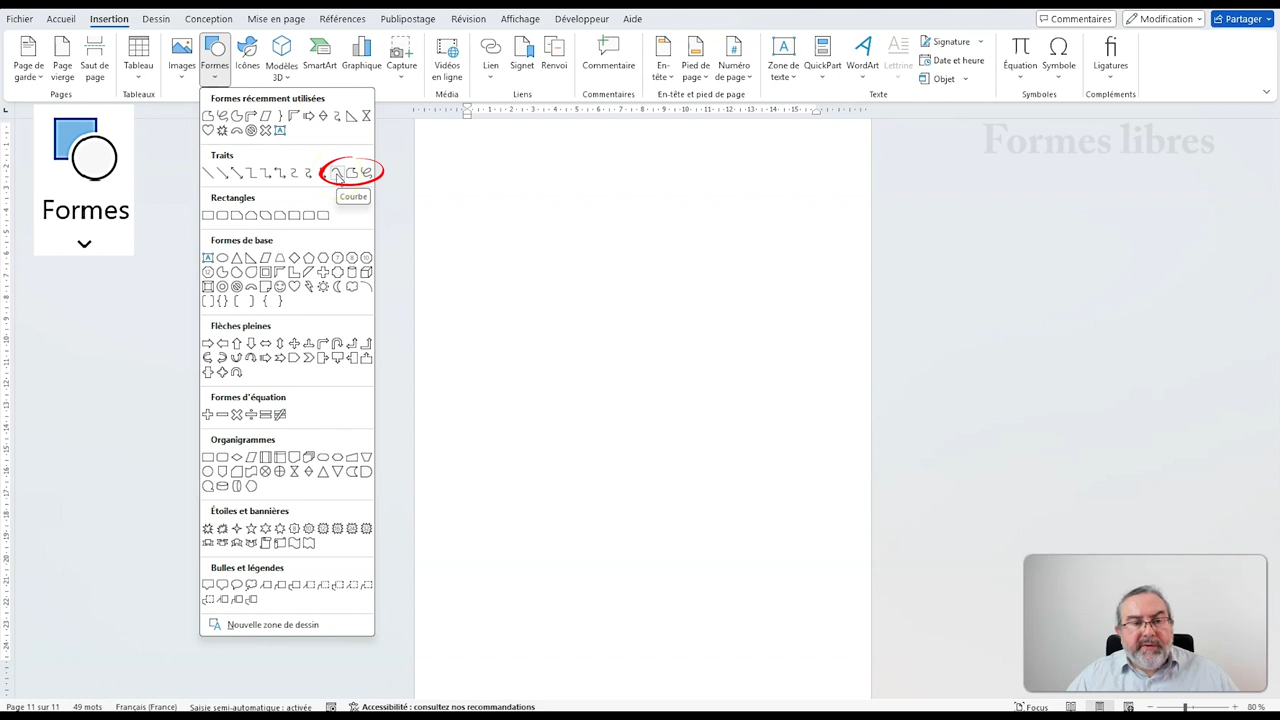 Fichier Accueil Insertion Dessin Conception Mise en page Références Publipostage Révision Affichage Développeur Aide Commentaires Modification Partager
Page de garde
Page vierge
Saut de page
Pages
Tableau
Tableaux
Images
Formes
Icônes
Modèles 3D
SmartArt
Graphique
Capture
Vidéos en ligne
Média
Lien
Signet
Renvoi
Liens
Commentaire
Commentaires
En-tête
Pied de page
Numéro de page
En-tête et pied de page
Zone de texte
QuickPart
WordArt
Lettrine
Signature
Date et heure
Objet
Texte
Équation
Symbole
Symboles
Ligatures
Compléments
Formes récemment utilisées
Traits
Courbe
Rectangles
Formes de base
Flèches pleines
Formes d'équation
Organigrammes
Étoiles et bannières
Bulles et légendes
Nouvelle zone de dessin
Formes
Formes libres
Page 11 sur 11 49 mots Français (France) Saisie semi-automatique : activée Accessibilité : consultez nos recommandations Focus 80 %